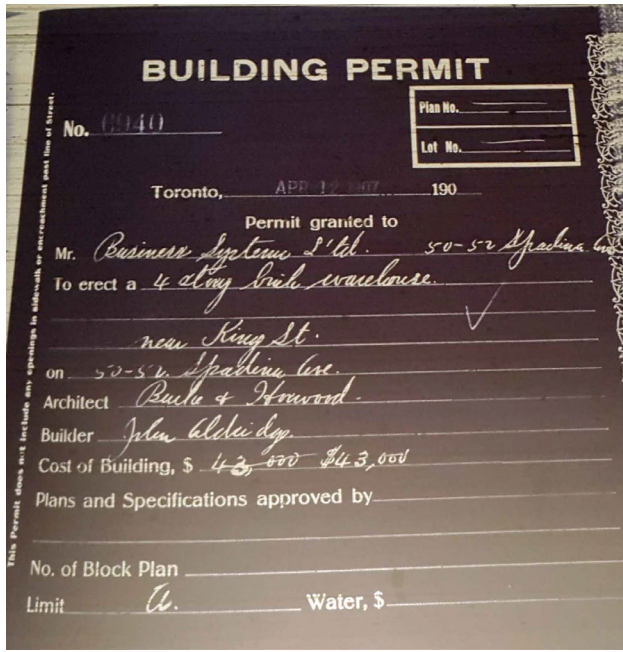 BUILDING PERMIT
Plan No.
No. 6940
Lot No.
Toronto, APR 12 1907 190
Permit granted to
Mr. Business Systems L'td. 50-52 Spadina Ave
To erect a 4 story brick warehouse.
near King St.
on 50-52 Spadina Ave.
Architect Burke & Horwood.
Builder John Aldridge.
Cost of Building, $ 43,000 $43,000
Plans and Specifications approved by
No. of Block Plan
Limit A. Water, $
This Permit does not include any openings in sidewalk or encroachment past line of Street.